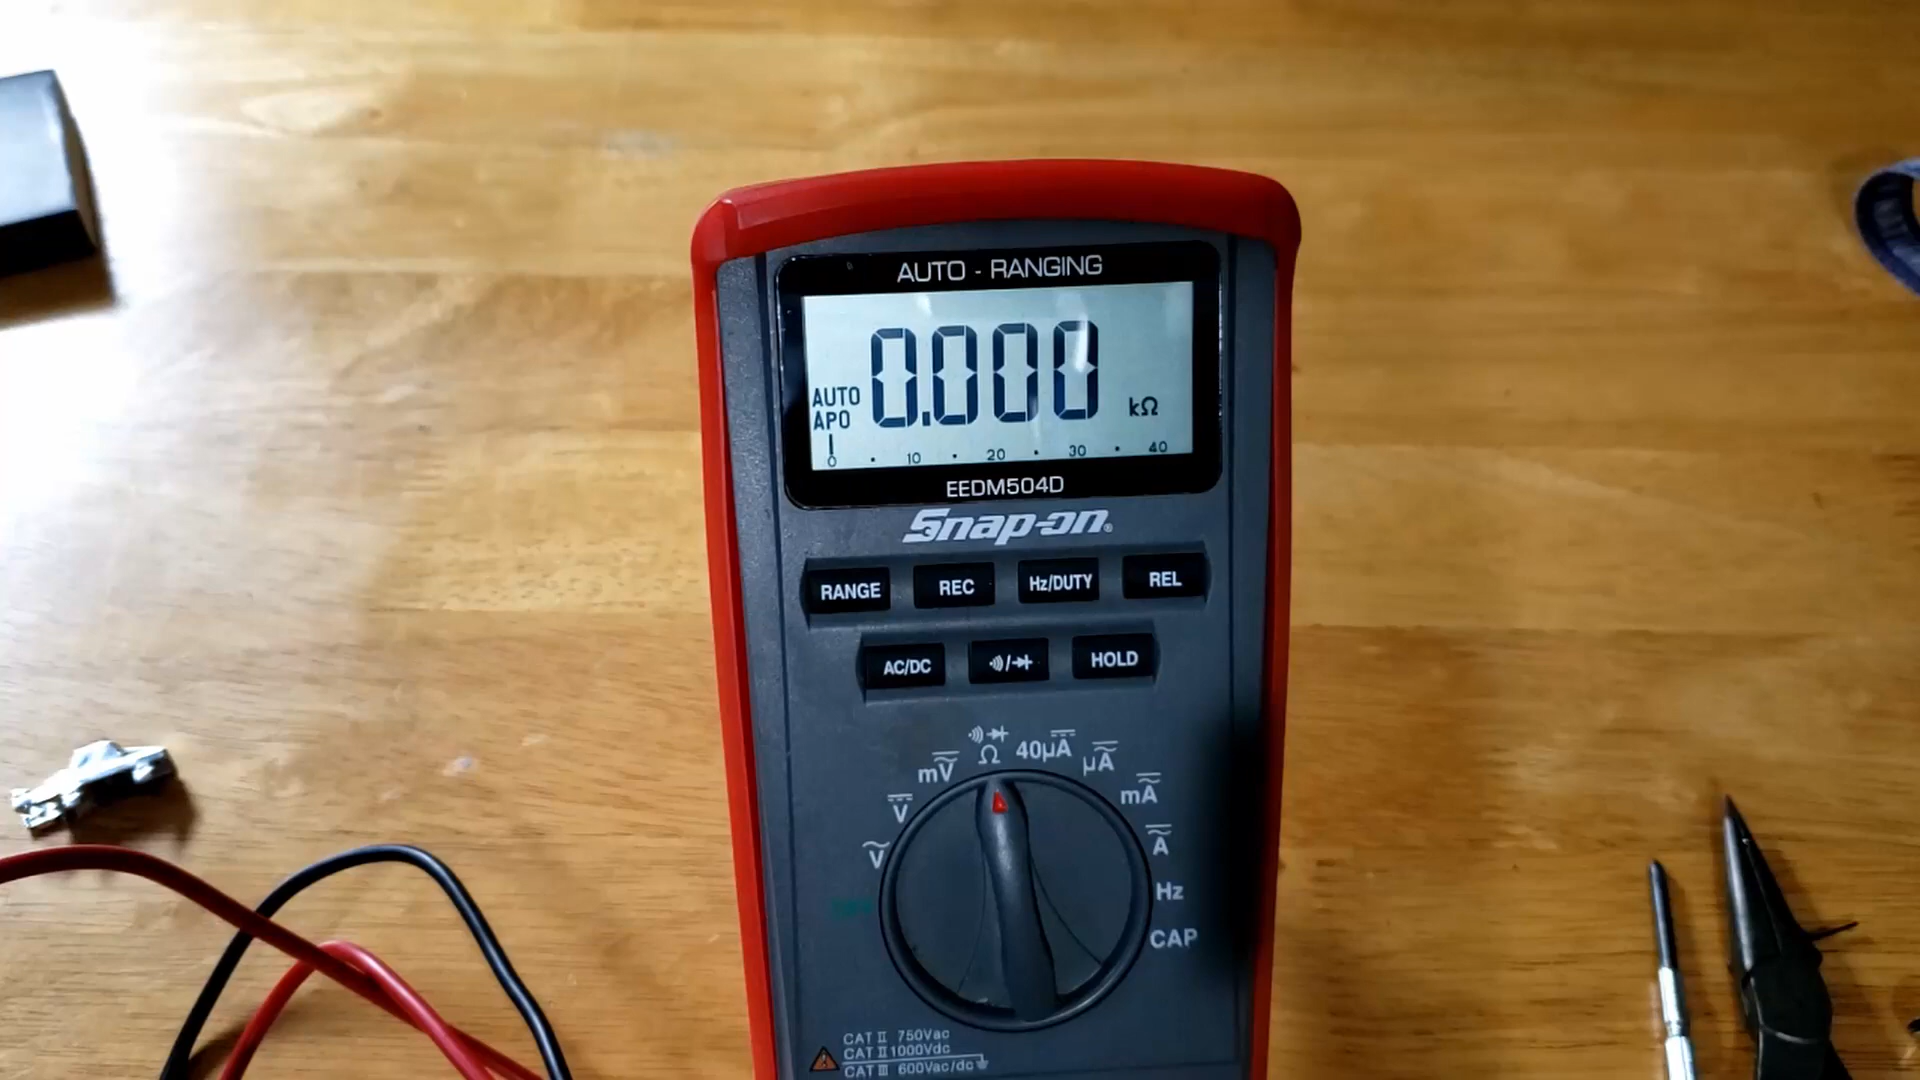 AUTO - RANGING
0.000
AUTO
APO
kΩ
0 10 20 30 40
EEDM504D
Snap-on®
RANGE REC Hz/DUTY REL
AC/DC HOLD
Ω 40µA µA
mV mA
V A
V Hz
CAP
CAT II 750Vac
CAT II 1000Vdc
CAT III 600Vac/dc